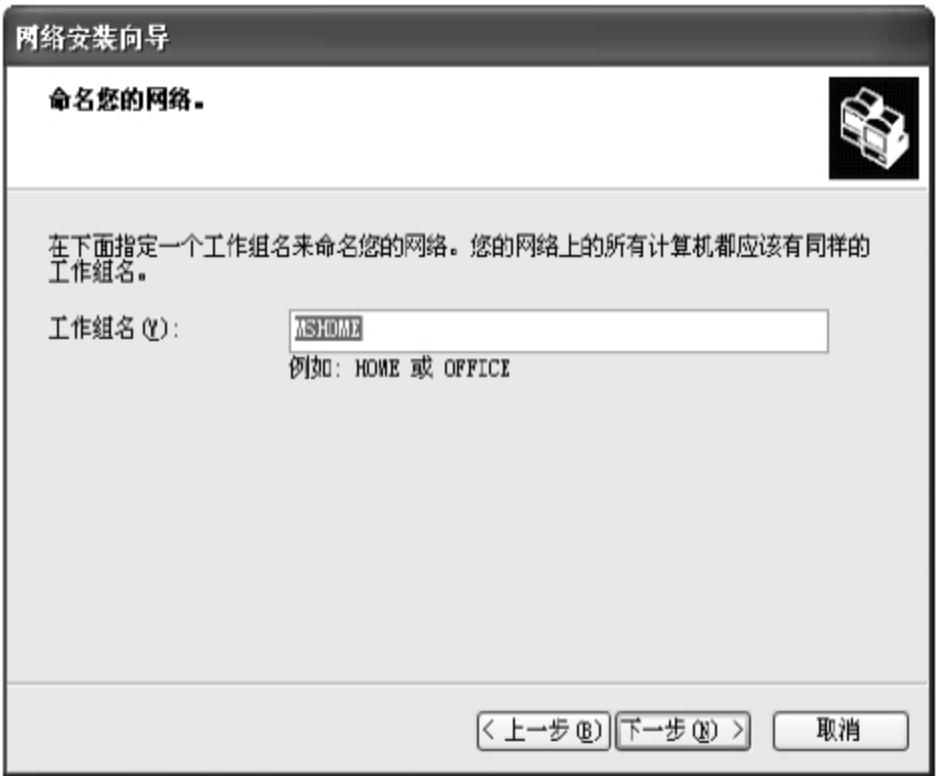 网络安装向导
命名您的网络。
在下面指定一个工作组名来命名您的网络。您的网络上的所有计算机都应该有同样的
工作组名。
工作组名(Y):
MSHOME
例如: HOME 或 OFFICE
< 上一步(B) 下一步(N) > 取消